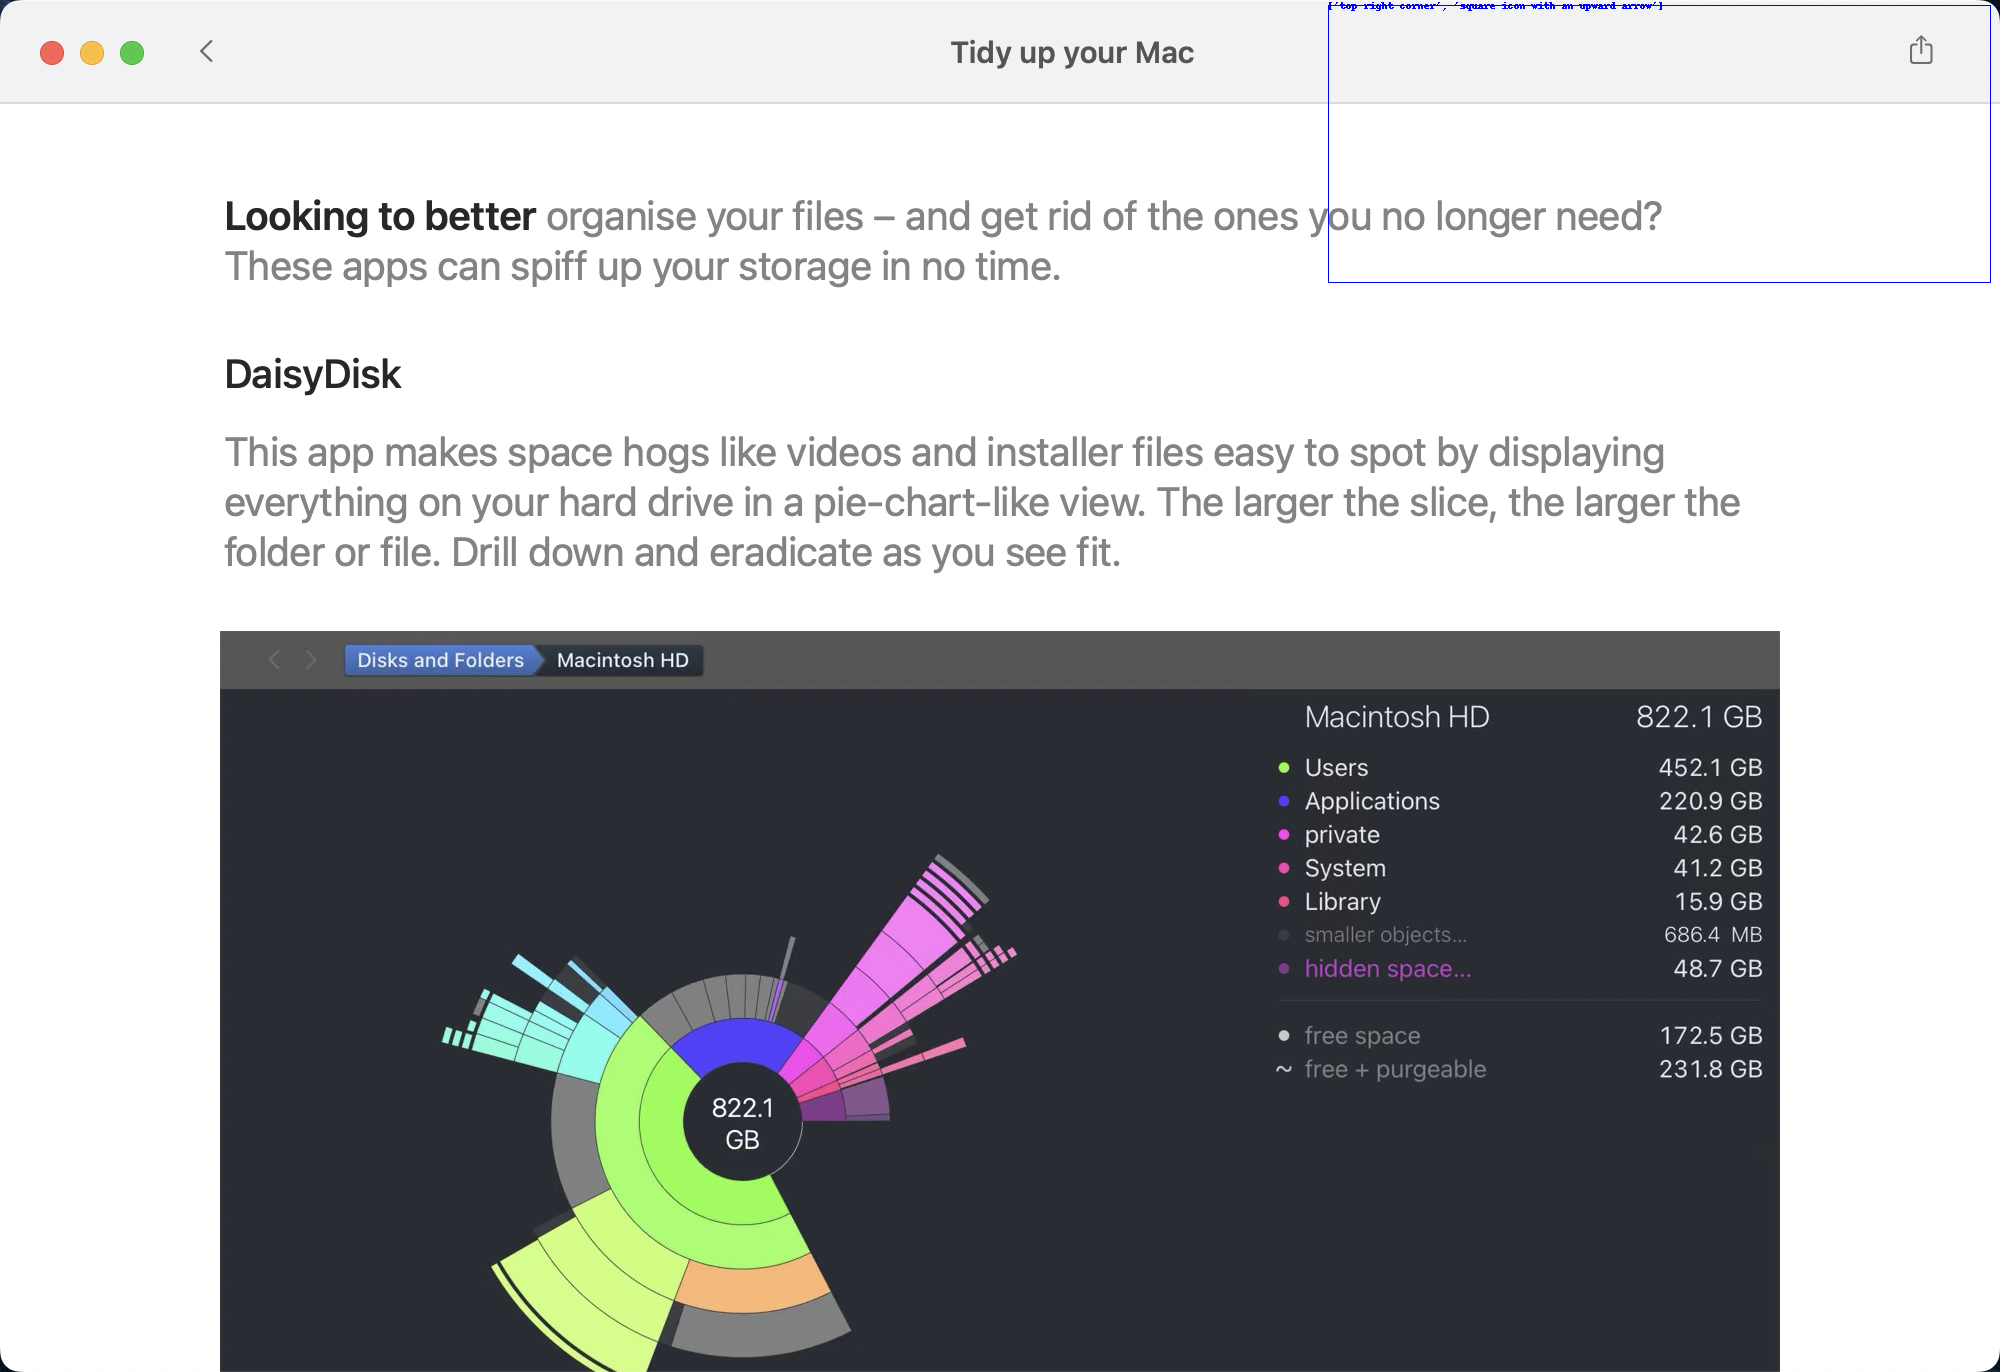 ['top right corner', 'square icon with an upward arrow']
Tidy up your Mac
Looking to better organise your files – and get rid of the ones you no longer need?
These apps can spiff up your storage in no time.
DaisyDisk
This app makes space hogs like videos and installer files easy to spot by displaying
everything on your hard drive in a pie-chart-like view. The larger the slice, the larger the
folder or file. Drill down and eradicate as you see fit.
Disks and Folders Macintosh HD
Macintosh HD 822.1 GB
Users 452.1 GB
Applications 220.9 GB
private 42.6 GB
System 41.2 GB
Library 15.9 GB
smaller objects... 686.4 MB
hidden space... 48.7 GB
free space 172.5 GB
~ free + purgeable 231.8 GB
822.1
GB